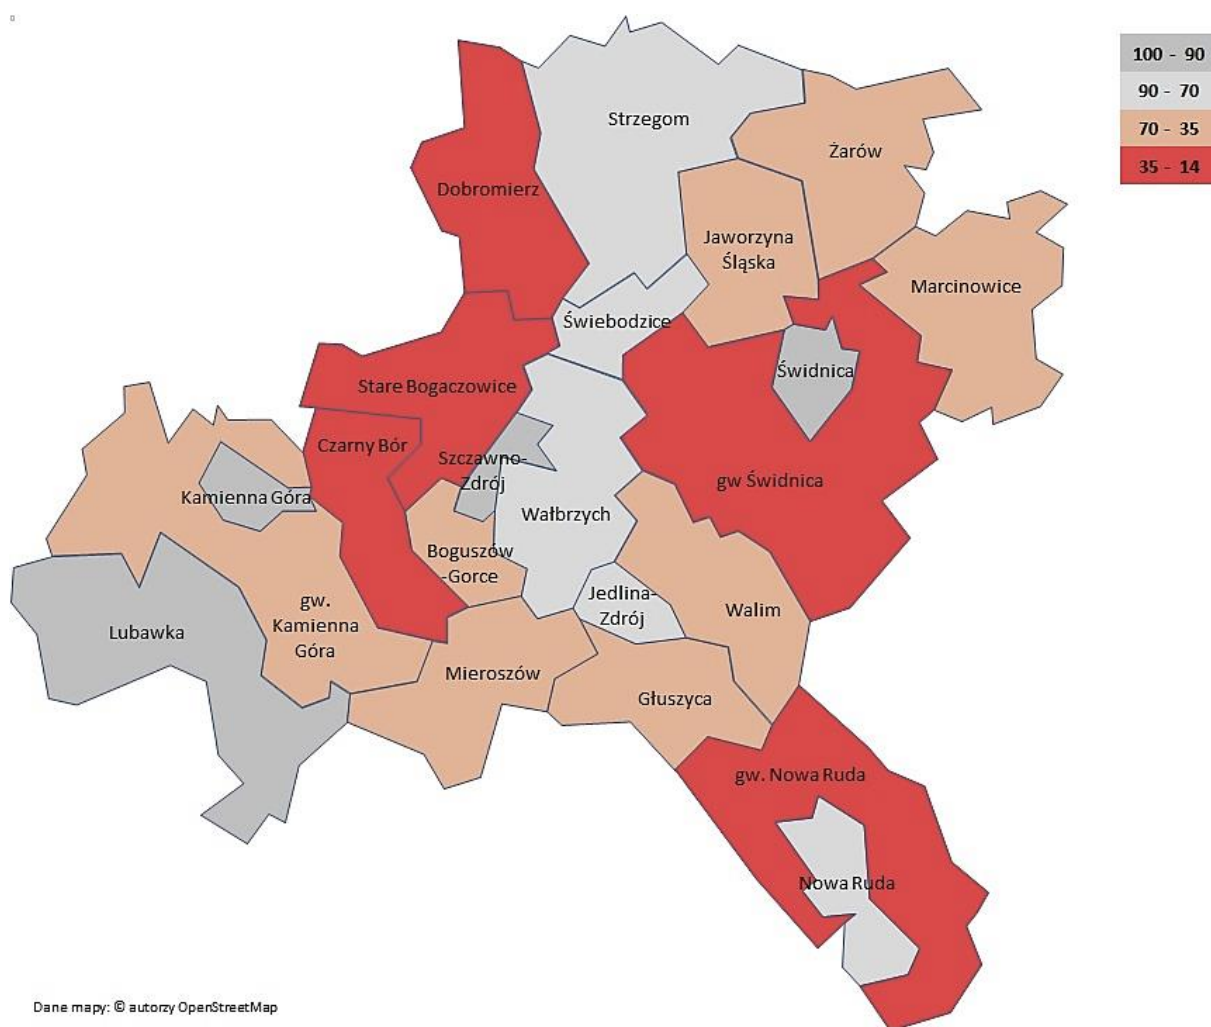 100 - 90
90 - 70
70 - 35
35 - 14
Strzegom
Żarów
Dobromierz
Jaworzyna
Śląska
Marcinowice
Świebodzice
Świdnica
Stare Bogaczowice
Czarny Bór
Szczawno-
Zdrój
gw Świdnica
Kamienna Góra
Wałbrzych
Boguszów
-Gorce
Jedlina-
Zdrój
Walim
gw.
Kamienna
Góra
Lubawka
Mieroszów
Głuszyca
gw. Nowa Ruda
Nowa Ruda
Dane mapy: © autorzy OpenStreetMap